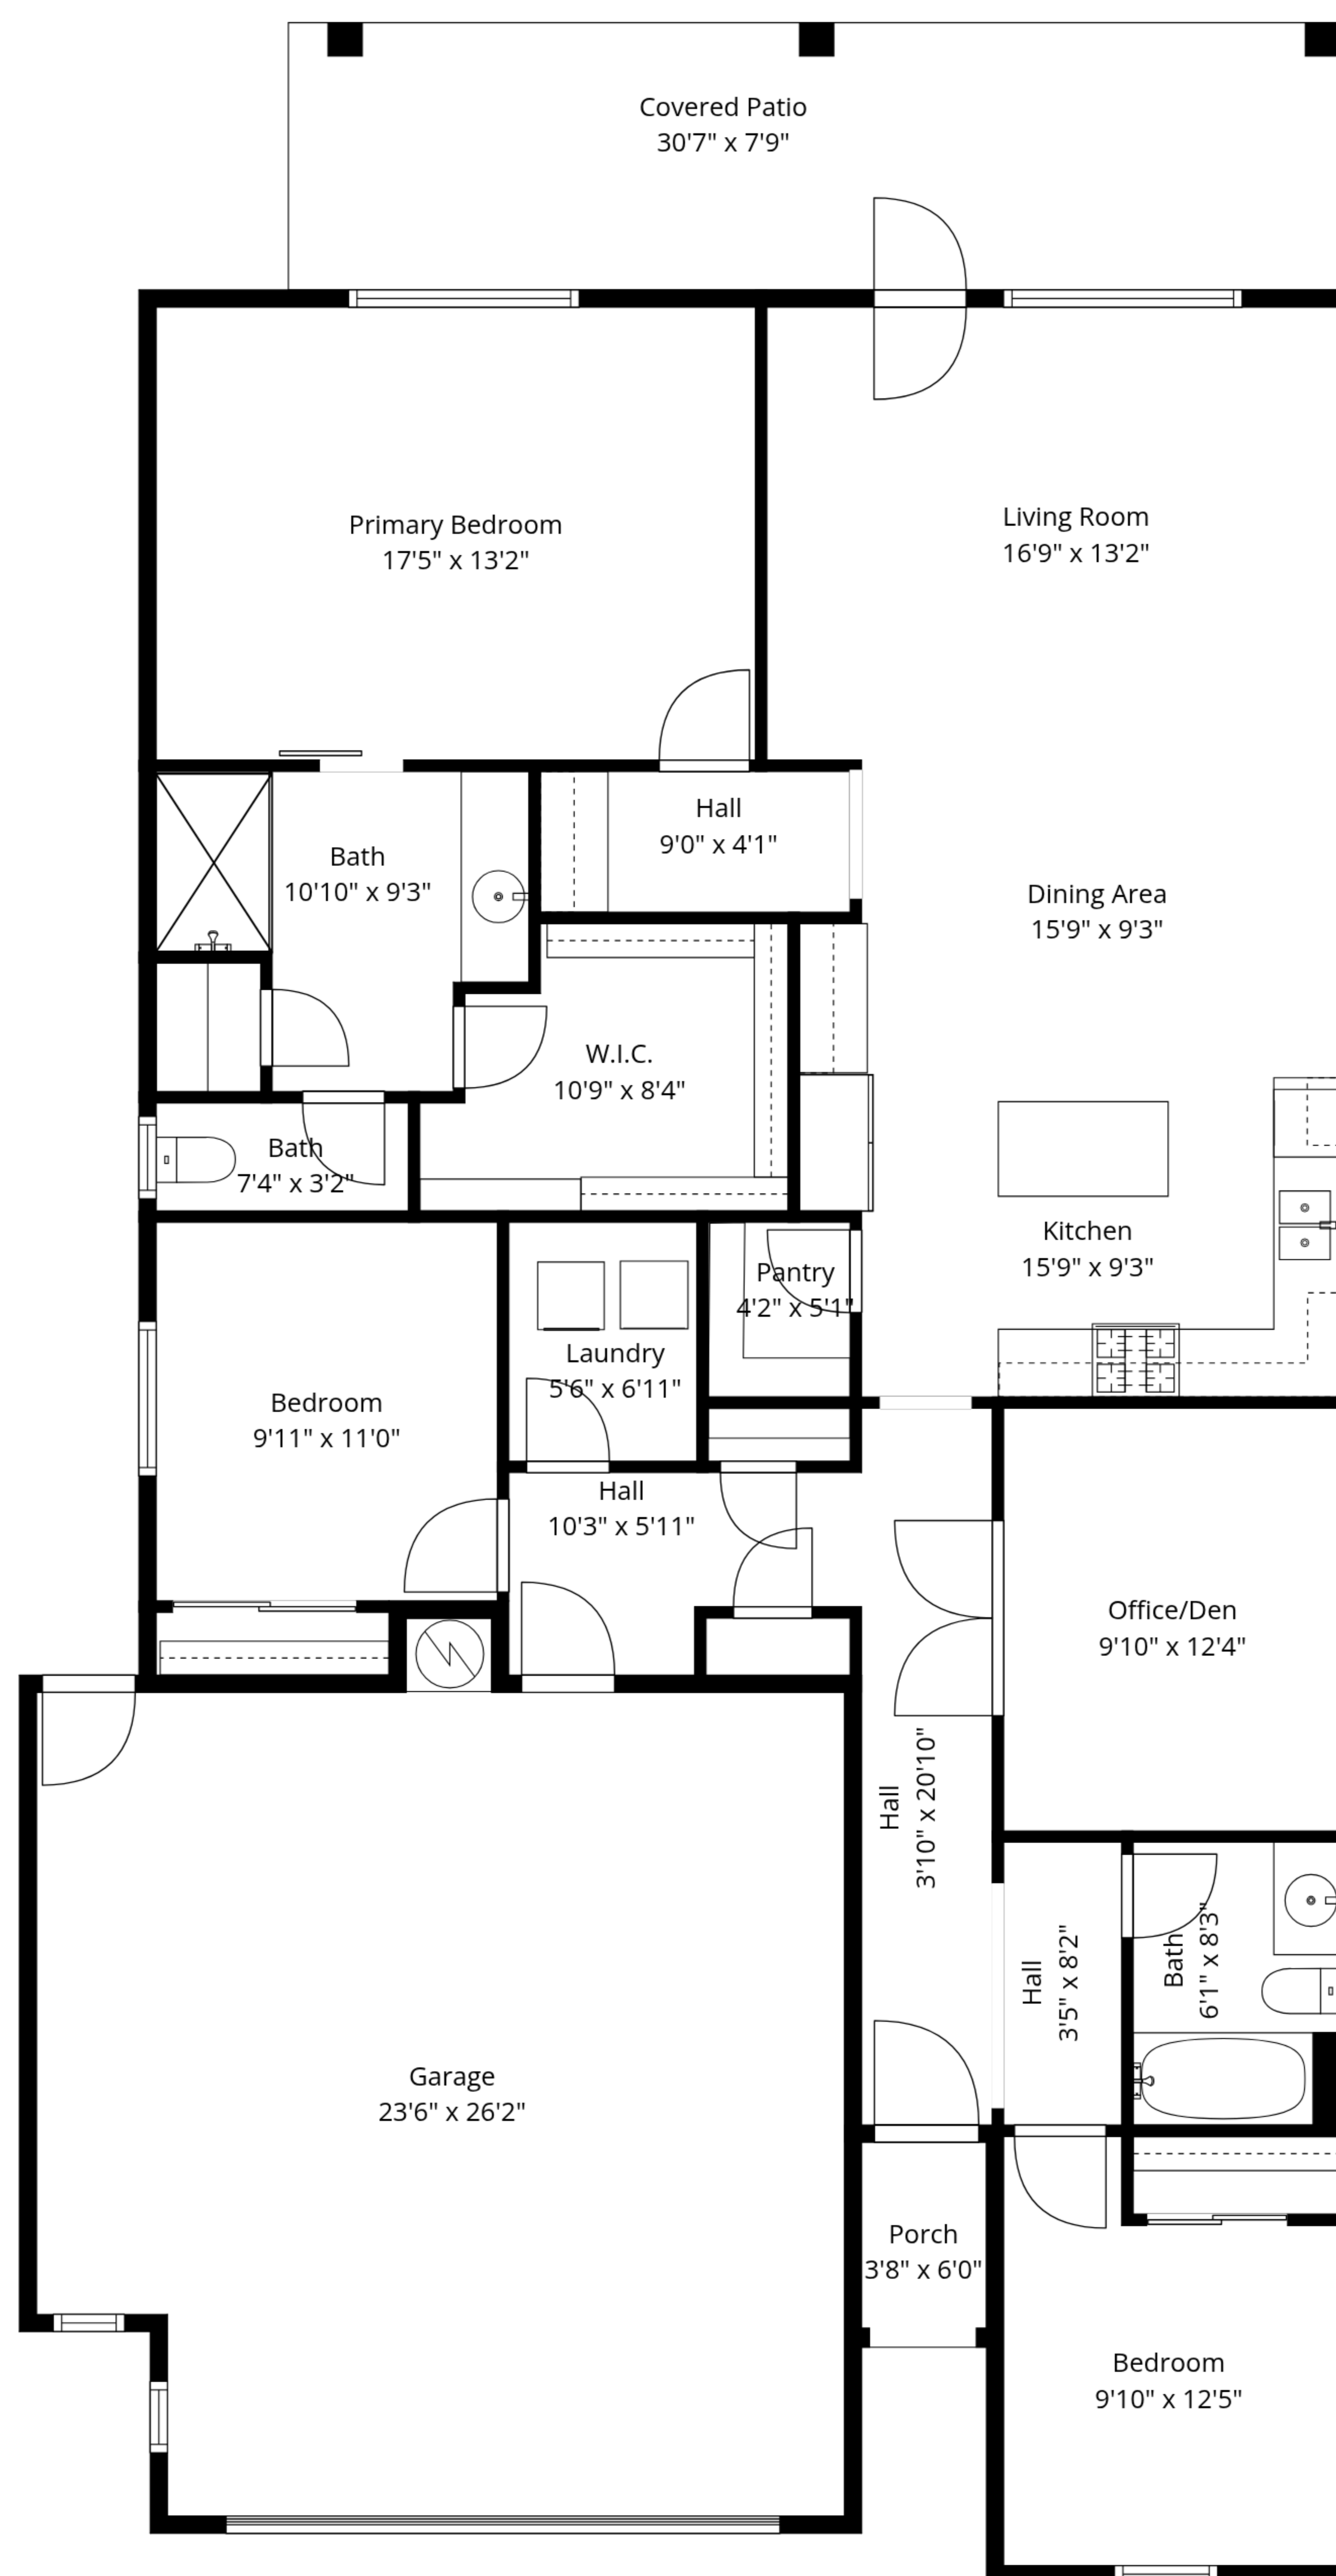 Covered Patio
30'7" x 7'9"
Primary Bedroom
17'5" x 13'2"
Living Room
16'9" x 13'2"
Hall
9'0" x 4'1"
Bath
10'10" x 9'3"
Dining Area
15'9" x 9'3"
W.I.C.
10'9" x 8'4"
Bath
7'4" x 3'2"
Kitchen
15'9" x 9'3"
Pantry
4'2" x 5'1"
Laundry
5'6" x 6'11"
Bedroom
9'11" x 11'0"
Hall
10'3" x 5'11"
Office/Den
9'10" x 12'4"
Hall
3'10" x 20'10"
Hall
3'5" x 8'2"
Bath
6'1" x 8'3"
Garage
23'6" x 26'2"
Porch
3'8" x 6'0"
Bedroom
9'10" x 12'5"